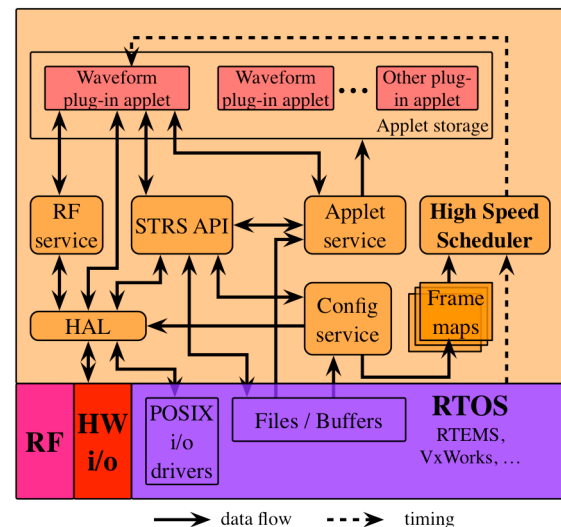 Waveform
plug-in applet
Waveform
plug-in applet
Other plug-
in applet
Applet storage
RF
service
STRS API
Applet
service
High Speed
Scheduler
HAL
Config
service
Frame
maps
RF
HW
i/o
POSIX
i/o
drivers
Files / Buffers
RTOS
RTEMS,
VxWorks, ...
data flow
timing